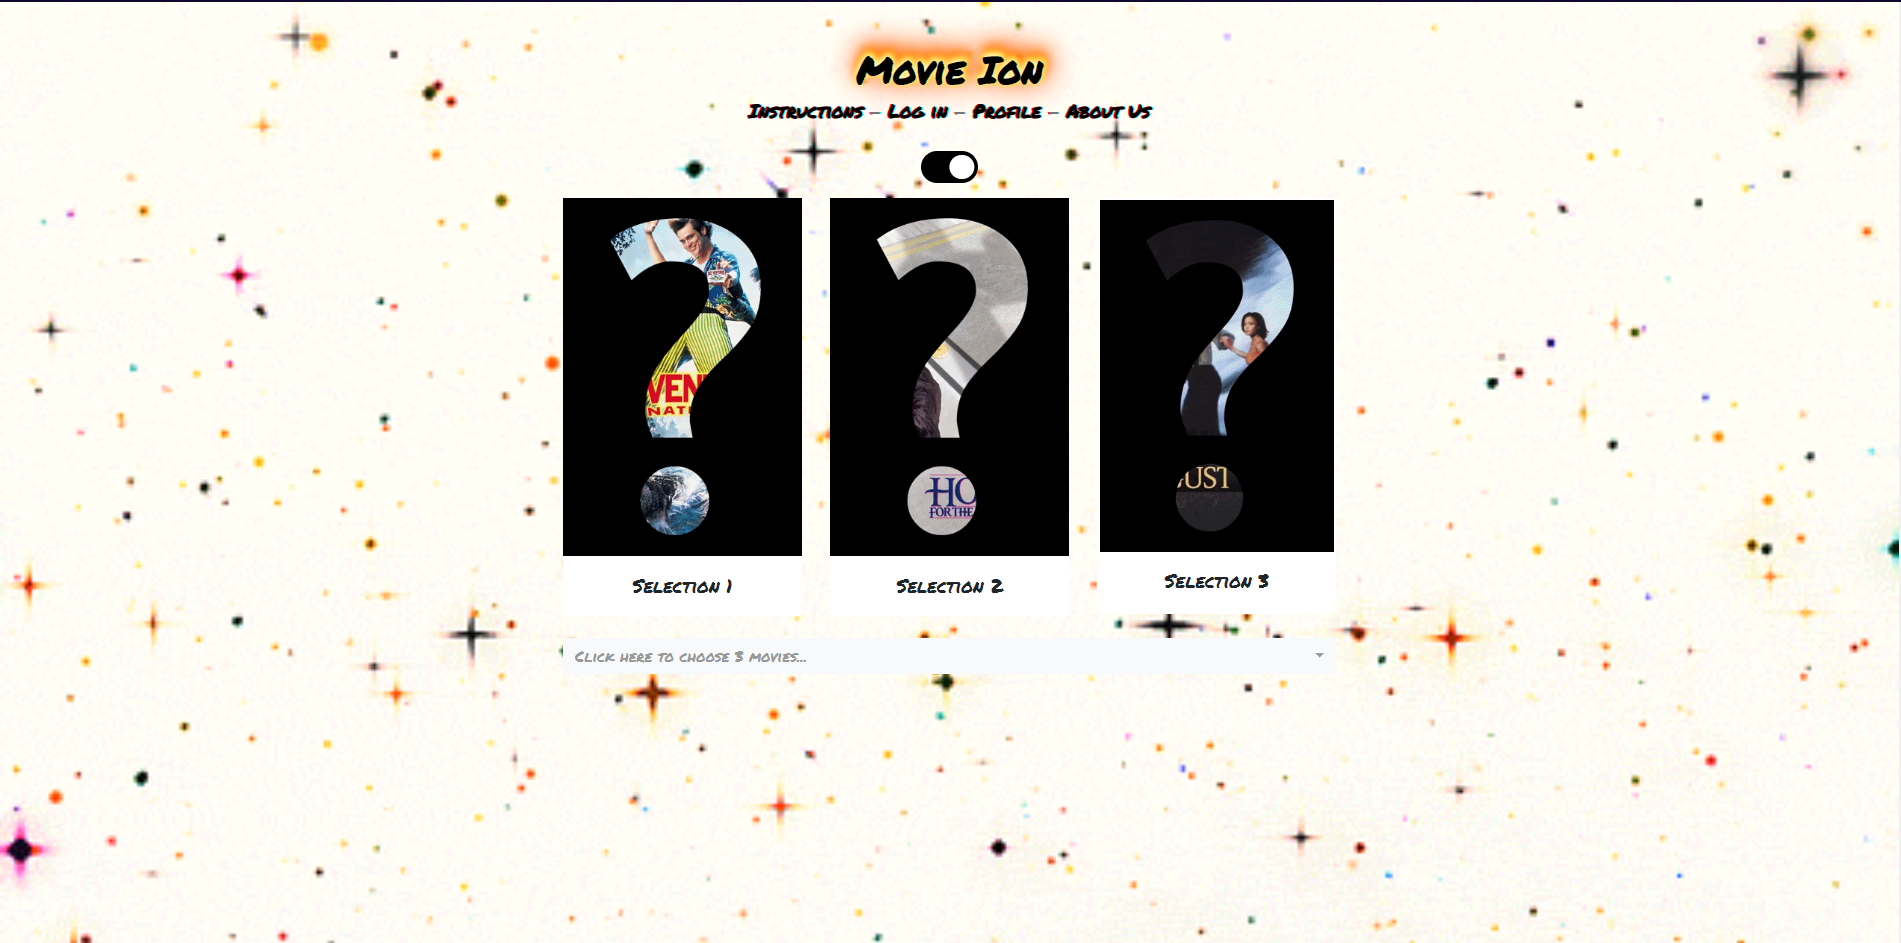 Movie Ion
Instructions – Log in – Profile – About Us
VEN
NATU
HO
FOR THE
UST
Selection 1
Selection 2
Selection 3
Click here to choose 3 movies...